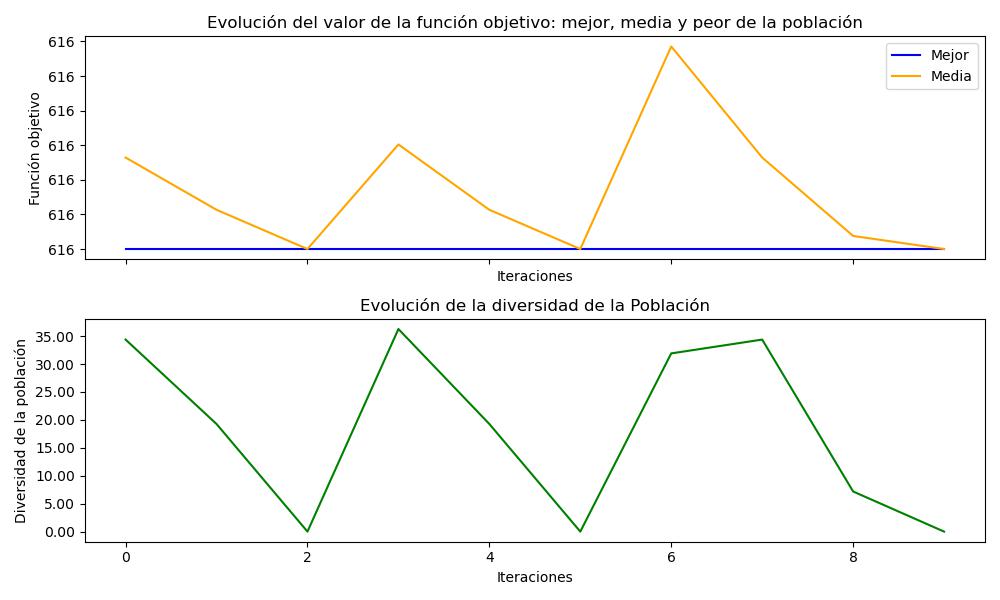 Evolución del valor de la función objetivo: mejor, media y peor de la población
616
616
616
616
616
616
616
Función objetivo
Mejor
Media
Iteraciones
Evolución de la diversidad de la Población
35.00
30.00
25.00
20.00
15.00
10.00
5.00
0.00
Diversidad de la población
0 2 4 6 8
Iteraciones